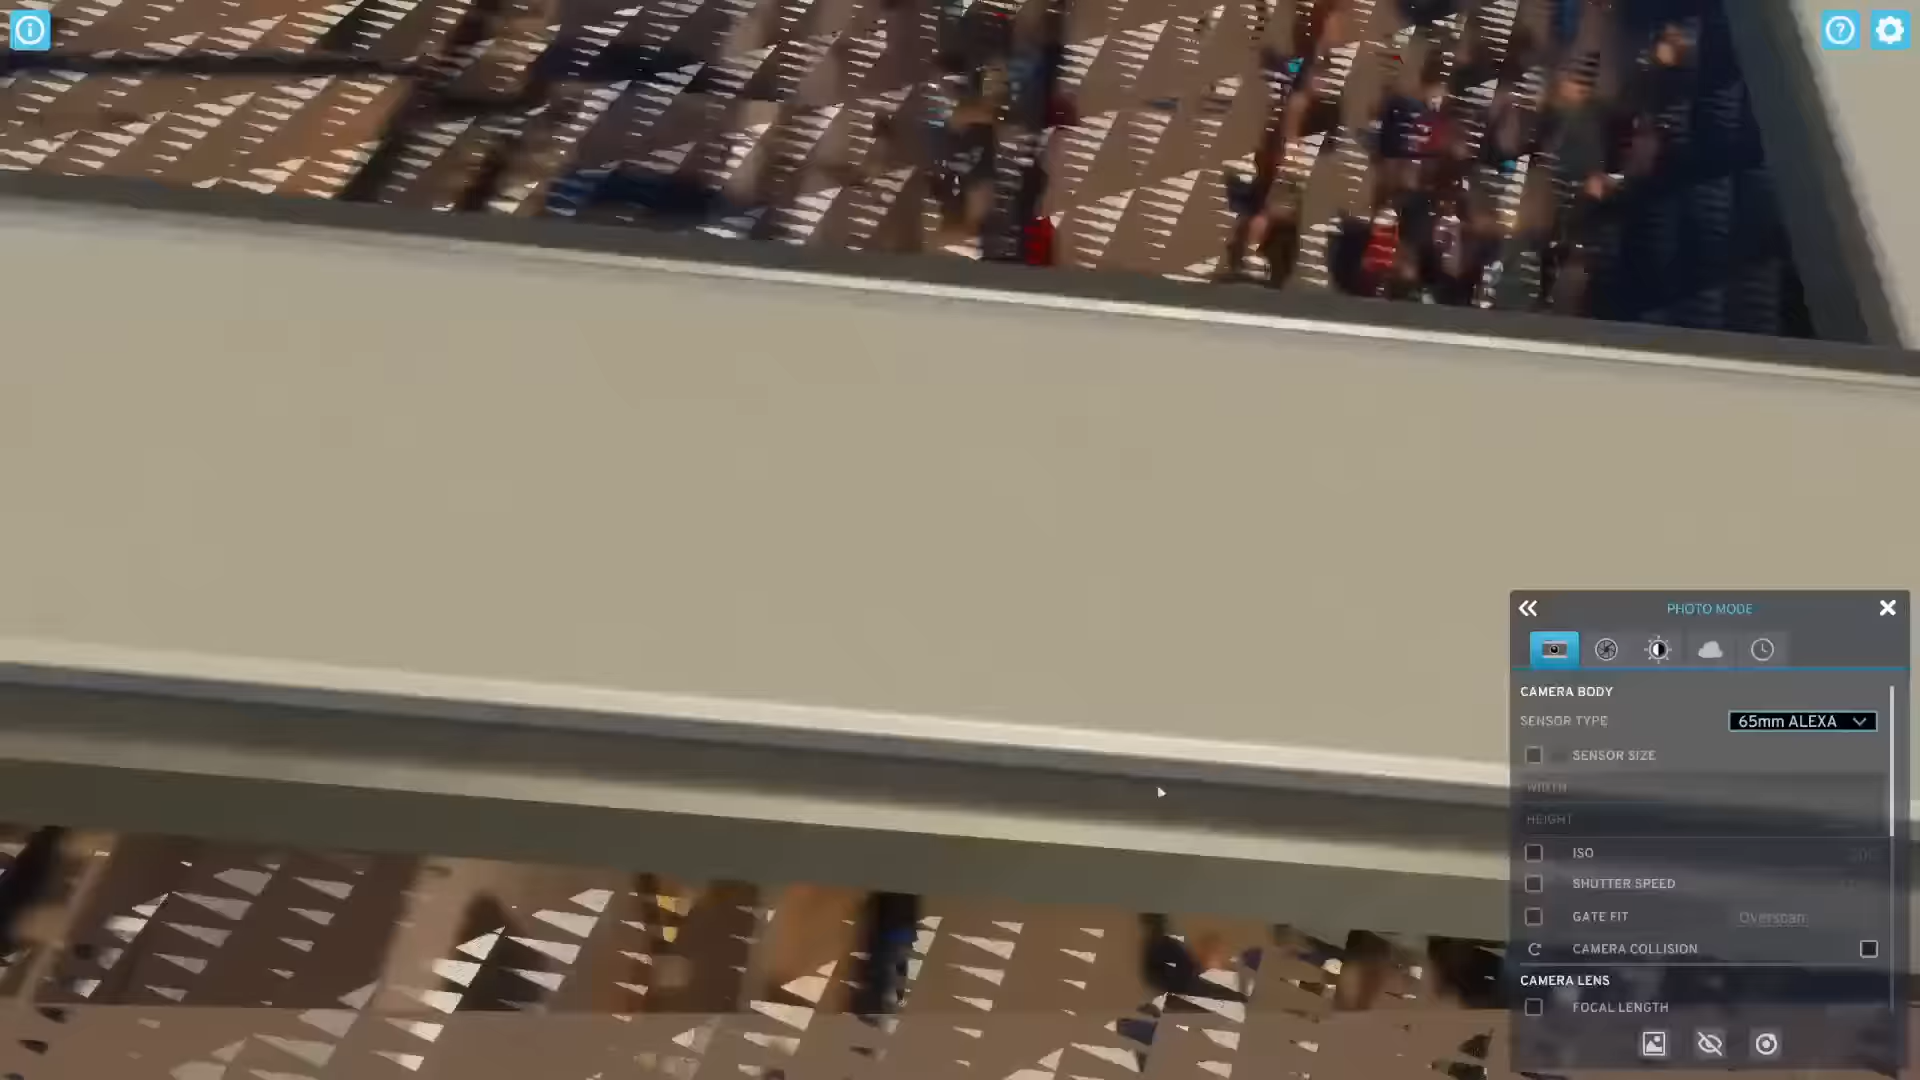 PHOTO MODE
CAMERA BODY
SENSOR TYPE
65mm ALEXA
SENSOR SIZE
WIDTH
HEIGHT
ISO
SHUTTER SPEED
GATE FIT
Overscan
CAMERA COLLISION
CAMERA LENS
FOCAL LENGTH